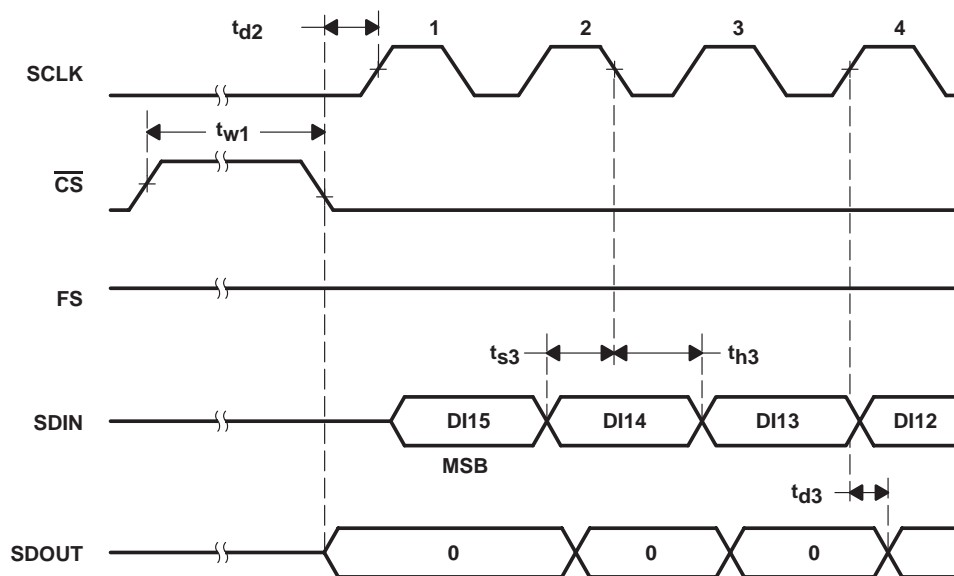 1 2 3 4
td2
SCLK
tw1
CS
FS
ts3 th3
SDIN DI15 DI14 DI13 DI12
MSB
td3
SDOUT 0 0 0